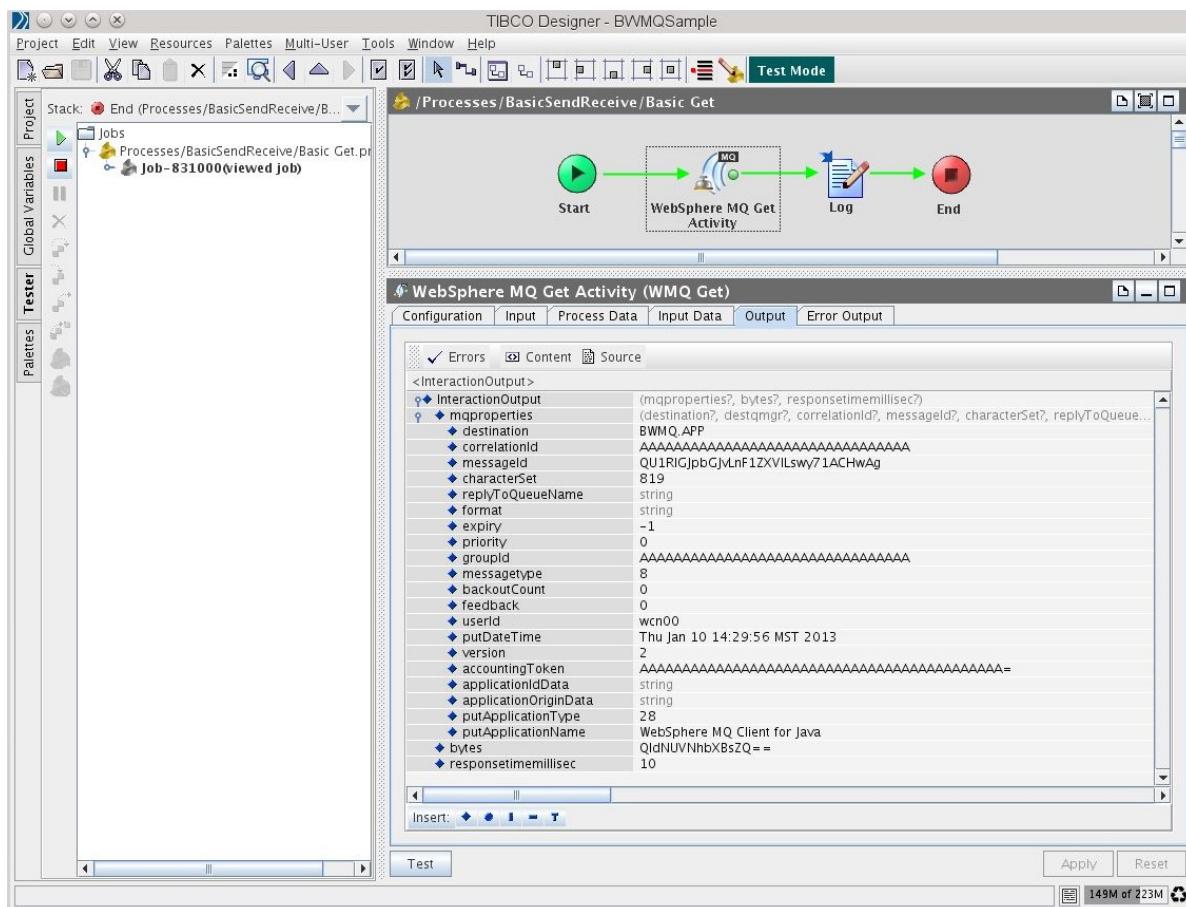 TIBCO Designer - BWMQSample
Project Edit View Resources Palettes Multi-User Tools Window Help
Test Mode
Project
Global Variables
Tester
Palettes
Stack: End (Processes/BasicSendReceive/B...
Jobs
Processes/BasicSendReceive/Basic Get.pr
Job-831000(viewed job)
/Processes/BasicSendReceive/Basic Get
MQ
Start
WebSphere MQ Get
Activity
Log
End
WebSphere MQ Get Activity (WMQ Get)
Configuration Input Process Data Input Data Output Error Output
Errors Content Source
<InteractionOutput>
InteractionOutput (mqproperties?, bytes?, responsetimemillisec?)
mqproperties (destination?, destqmgr?, correlationId?, messageId?, characterSet?, replyToQueue...
destination BWMQ.APP
correlationId AAAAAAAAAAAAAAAAAAAAAAAAAAAAAAAA
messageId QU1RIGJpbGJvLnF1ZXVlLswy71ACHwAg
characterSet 819
replyToQueueName string
format string
expiry -1
priority 0
groupId AAAAAAAAAAAAAAAAAAAAAAAAAAAAAAAA
messagetype 8
backoutCount 0
feedback 0
userId wcn00
putDateTime Thu Jan 10 14:29:56 MST 2013
version 2
accountingToken AAAAAAAAAAAAAAAAAAAAAAAAAAAAAAAAAAAAAAAAAAA=
applicationIdData string
applicationOriginData string
putApplicationType 28
putApplicationName WebSphere MQ Client for Java
bytes QldNUVNhbXBsZQ==
responsetimemillisec 10
Insert: T
Test
Apply Reset
149M of 223M